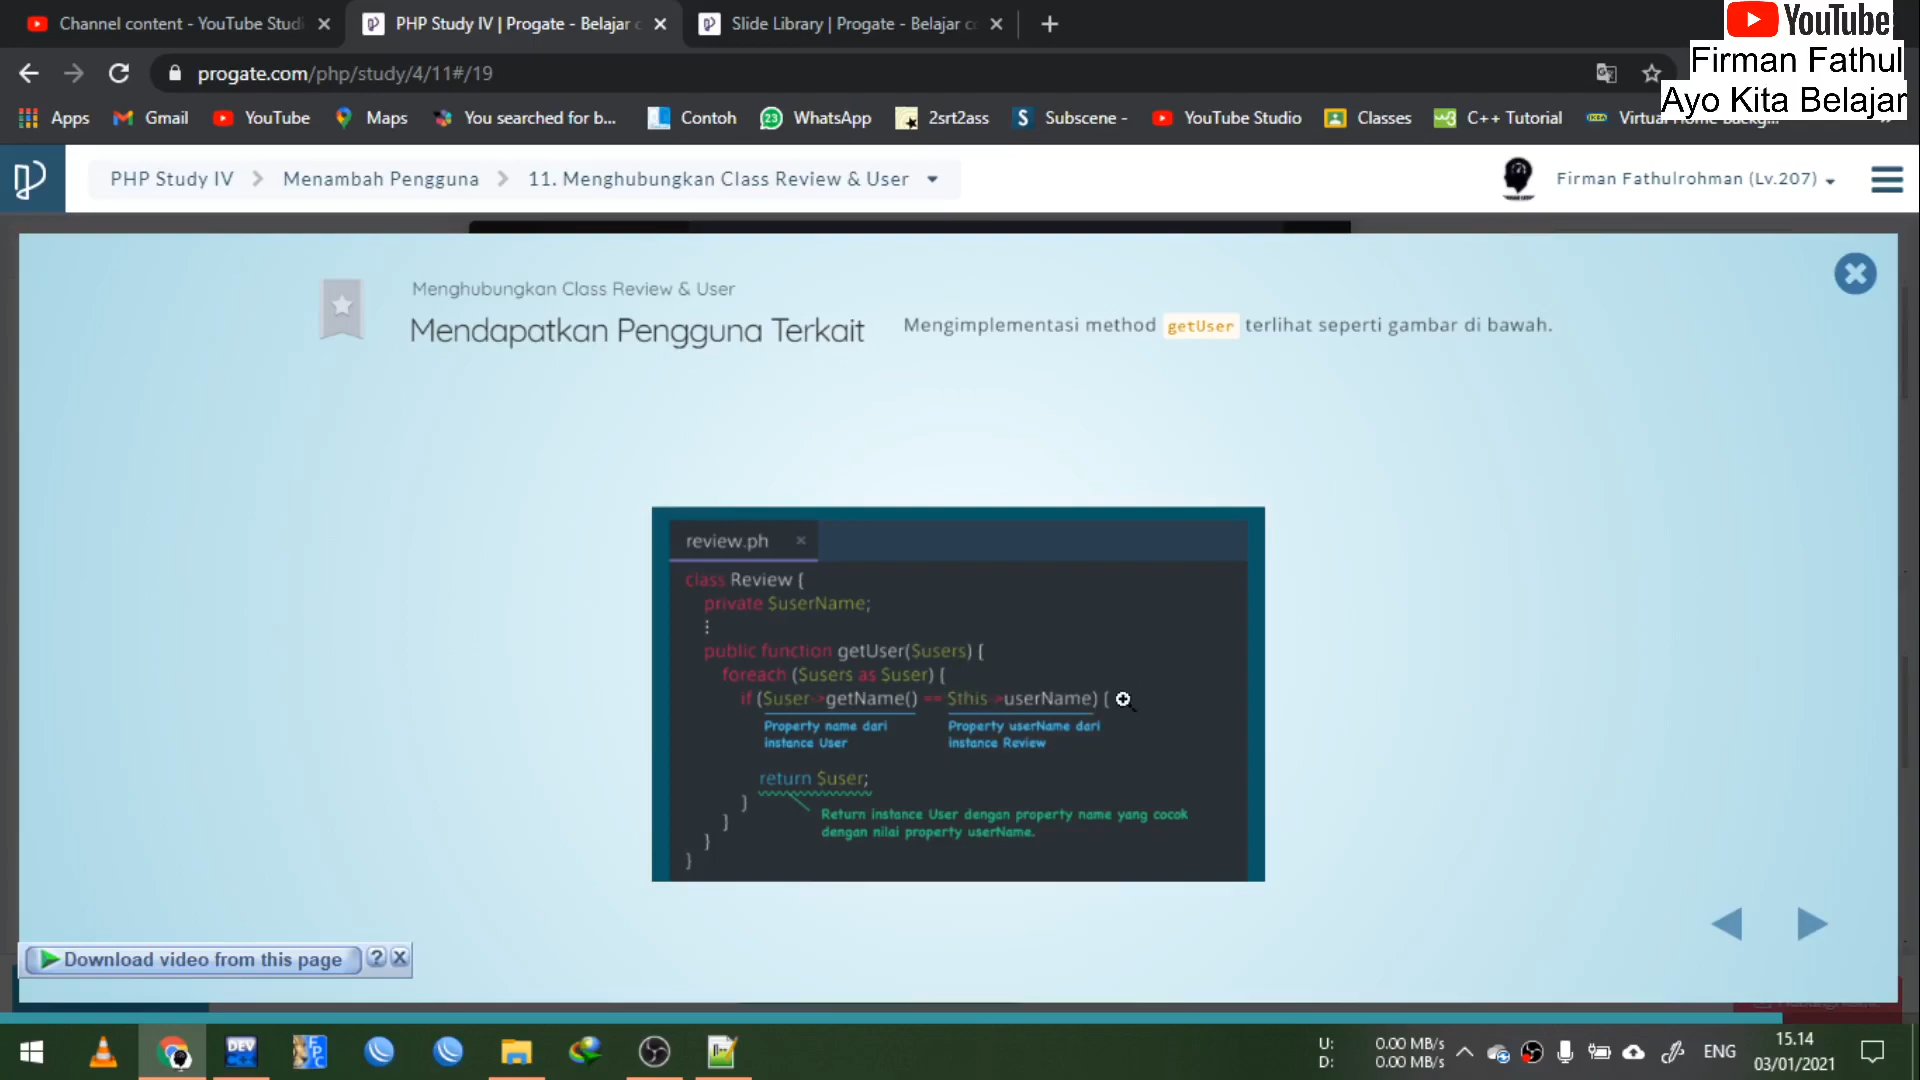 Channel content - YouTube Studi
PHP Study IV | Progate - Belajar c
Slide Library | Progate - Belajar co
YouTube
Firman Fathul
Ayo Kita Belajar
progate.com/php/study/4/11#/19
Apps
Gmail
YouTube
Maps
You searched for b...
Contoh
WhatsApp
2srt2ass
Subscene -
YouTube Studio
Classes
C++ Tutorial
PHP Study IV
Menambah Pengguna
11. Menghubungkan Class Review & User
Firman Fathulrohman (Lv.207)
Menghubungkan Class Review & User
Mendapatkan Pengguna Terkait
Mengimplementasi method getUser terlihat seperti gambar di bawah.
review.ph
class Review {
private $userName;
⋮
public function getUser($users) {
foreach ($users as $user) {
if ($user->getName() == $this->userName) {
Property name dari
instance User
Property userName dari
instance Review
return $user;
}
Return instance User dengan property name yang cocok
dengan nilai property userName.
}
}
}
Download video from this page
?
X
DEV
C++
FPC
U: 0.00 MB/s
D: 0.00 MB/s
ENG
15.14
03/01/2021